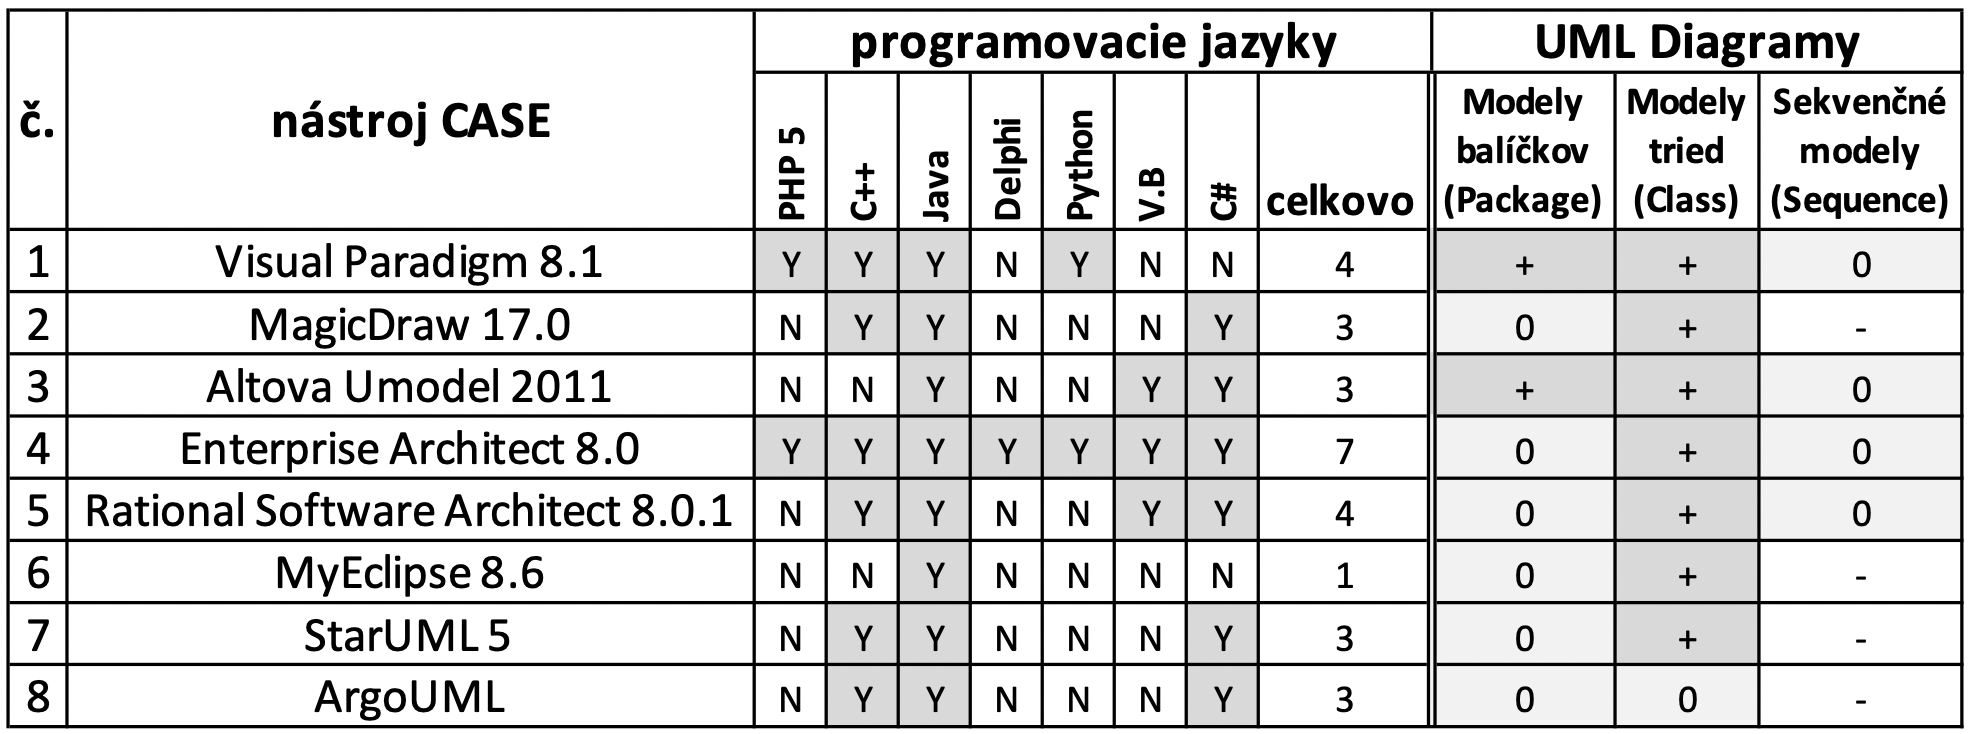 č. nástroj CASE programovacie jazyky UML Diagramy
PHP 5 C++ Java Delphi Python V.B C# celkovo Modely balíčkov (Package) Modely tried (Class) Sekvenčné modely (Sequence)
1 Visual Paradigm 8.1 Y Y Y N Y N N 4 + + 0
2 MagicDraw 17.0 N Y Y N N N Y 3 0 + -
3 Altova Umodel 2011 N N Y N N Y Y 3 + + 0
4 Enterprise Architect 8.0 Y Y Y Y Y Y Y 7 0 + 0
5 Rational Software Architect 8.0.1 N Y Y N N Y Y 4 0 + 0
6 MyEclipse 8.6 N N Y N N N N 1 0 + -
7 StarUML 5 N Y Y N N N Y 3 0 + -
8 ArgoUML N Y Y N N N Y 3 0 0 -